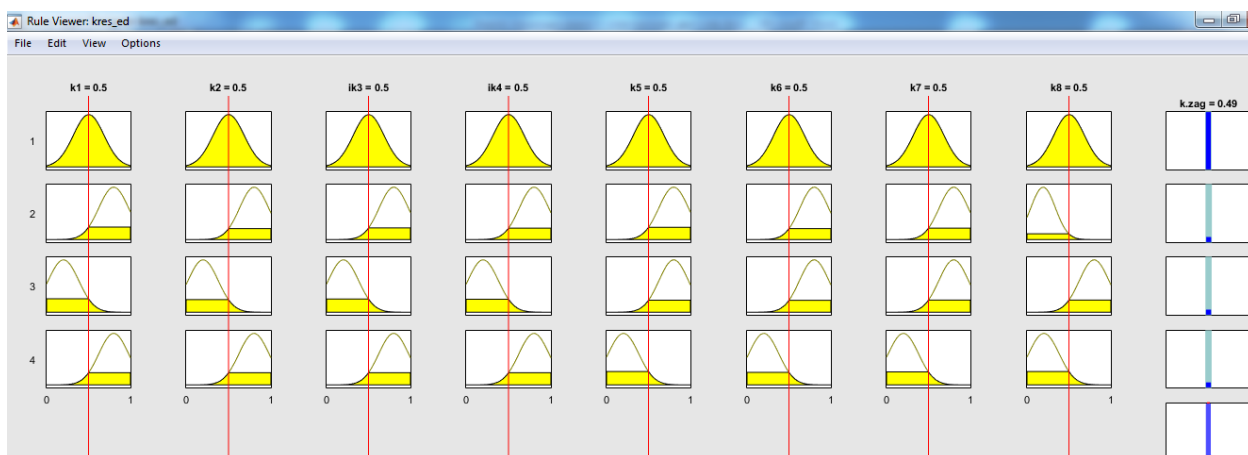 Rule Viewer: kres_ed
File Edit View Options
k1 = 0.5 k2 = 0.5 ik3 = 0.5 ik4 = 0.5 k5 = 0.5 k6 = 0.5 k7 = 0.5 k8 = 0.5
k.zag = 0.49
1
2
3
4
0 1 0 1 0 1 0 1 0 1 0 1 0 1 0 1